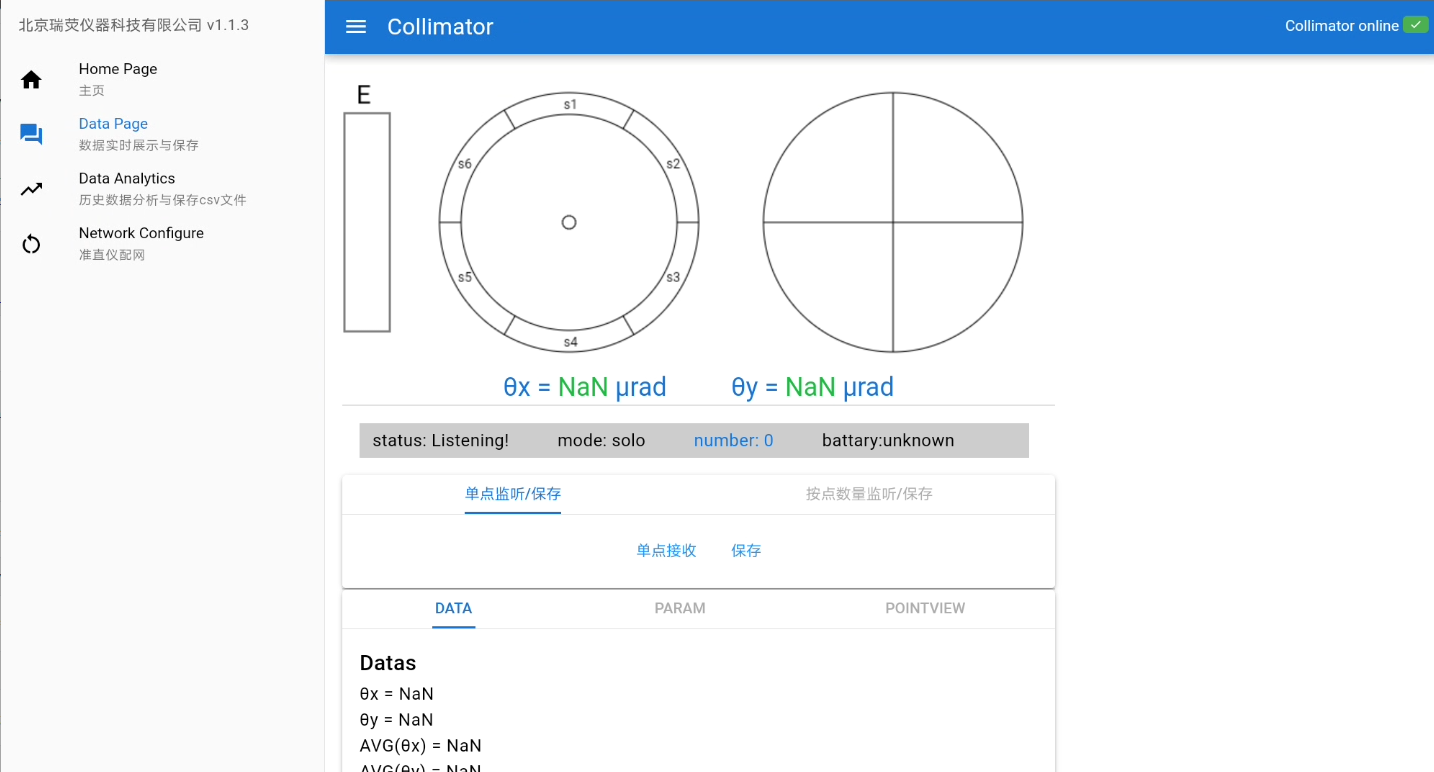 北京瑞荧仪器科技有限公司 v1.1.3
Home Page
主页
Data Page
数据实时展示与保存
Data Analytics
历史数据分析与保存csv文件
Network Configure
准直仪配网
Collimator
Collimator online
E
s1
s6
s2
s5
s3
s4
θx = NaN μrad
θy = NaN μrad
status: Listening!
mode: solo
number: 0
battary:unknown
单点监听/保存
按点数量监听/保存
单点接收
保存
DATA
PARAM
POINTVIEW
Datas
θx = NaN
θy = NaN
AVG(θx) = NaN
AVG(θy) = NaN